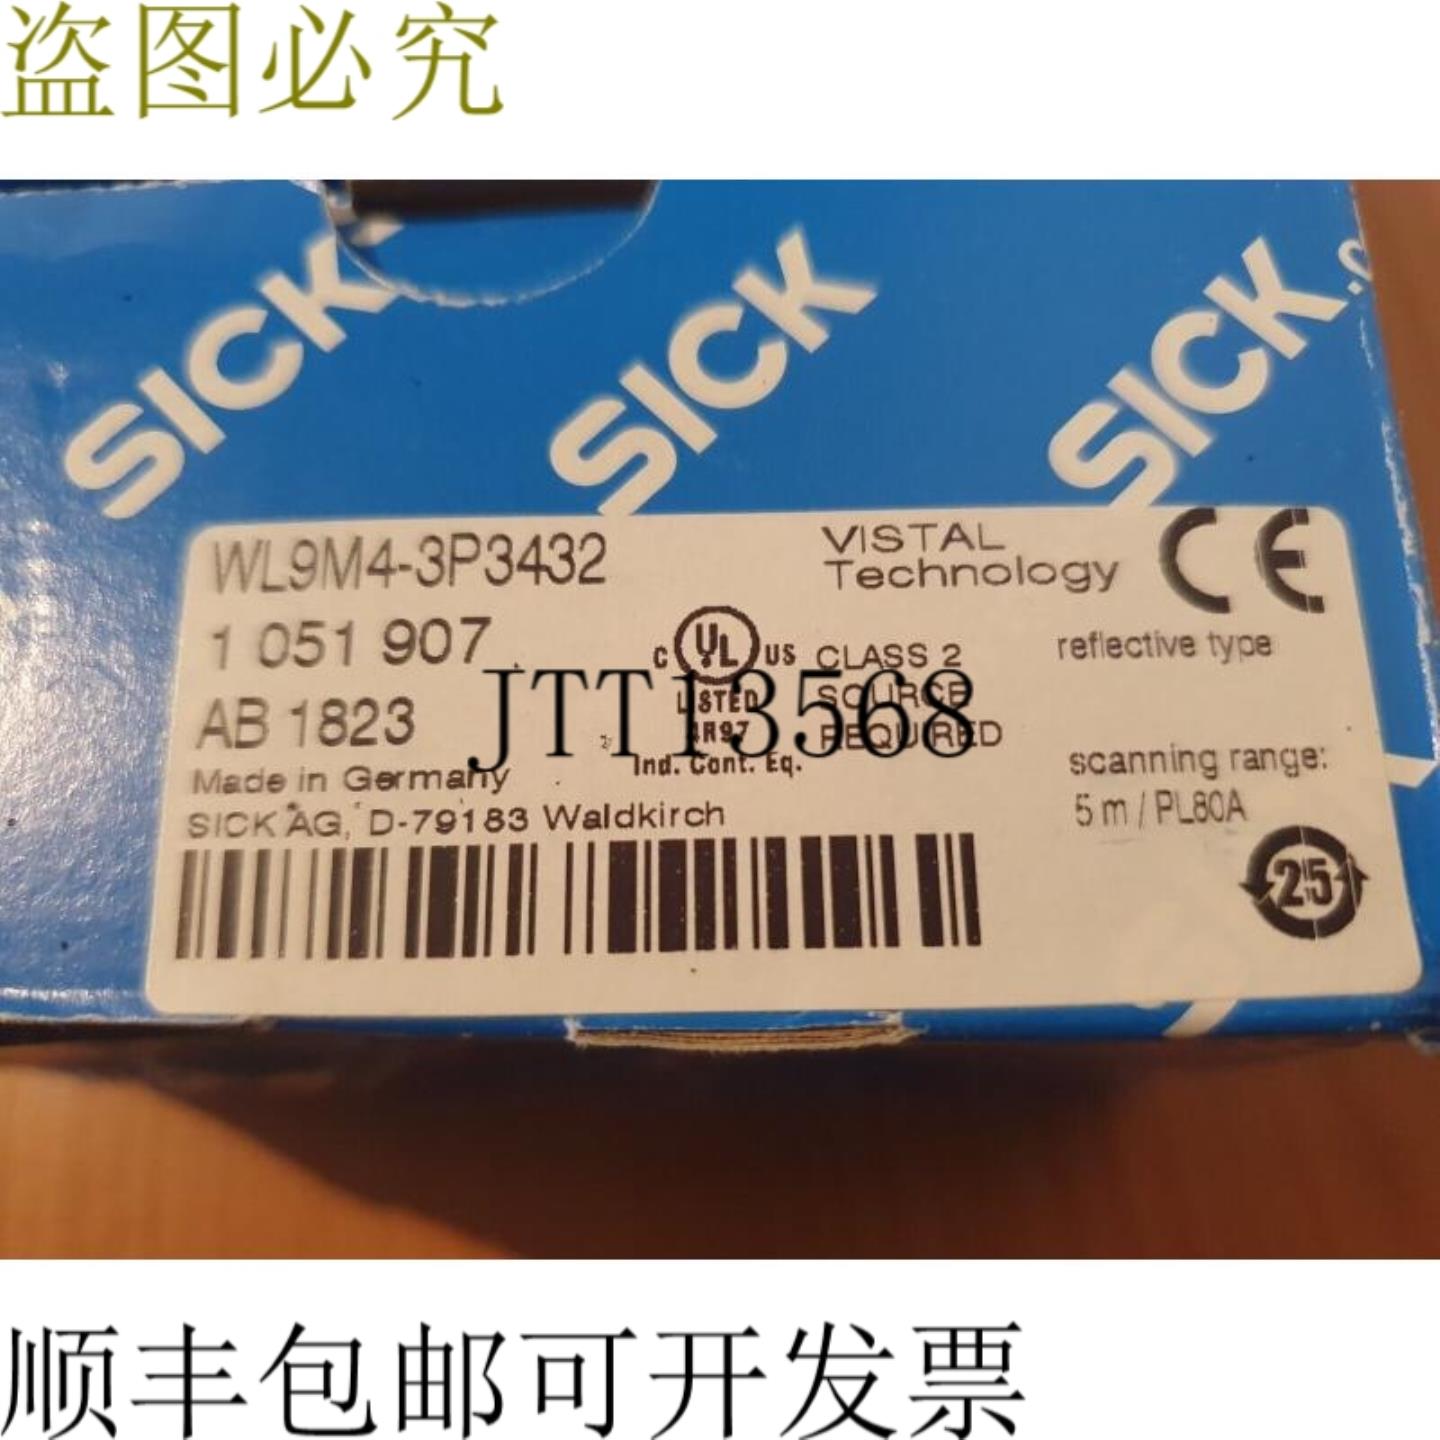 盗图必究
SICK
SICK
SICK
WL9M4-3P3432
1 051 907
AB 1823
Made in Germany
SICK AG, D-79183 Waldkirch
C UL US
LISTED
4R97
Ind. Cont. Eq.
VISTAL
Technology
CE
CLASS 2
SOURCE
REQUIRED
reflective type
scanning range:
5 m / PL80A
25
JTT13568
顺丰包邮可开发票